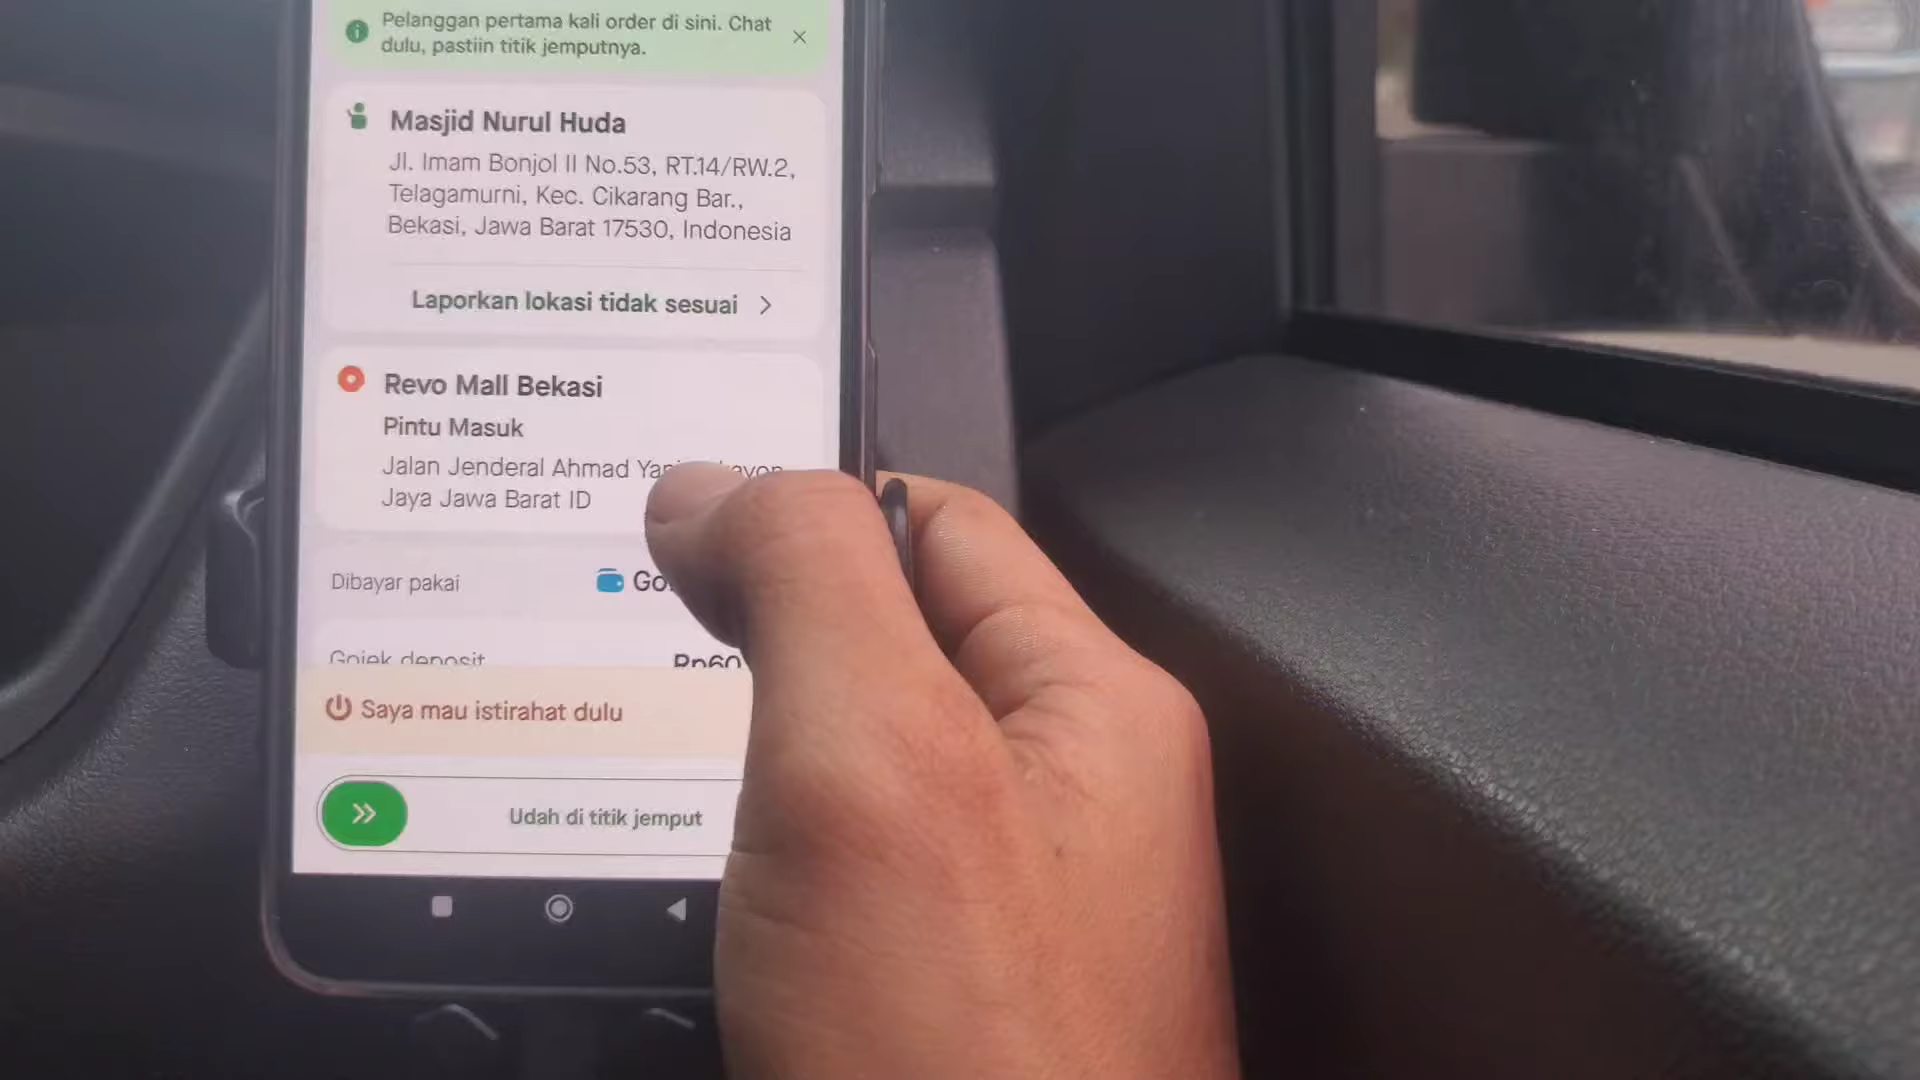 Pelanggan pertama kali order di sini. Chat
dulu, pastiin titik jemputnya.
Masjid Nurul Huda
Jl. Imam Bonjol II No.53, RT.14/RW.2,
Telagamurni, Kec. Cikarang Bar.,
Bekasi, Jawa Barat 17530, Indonesia
Laporkan lokasi tidak sesuai
Revo Mall Bekasi
Pintu Masuk
Jalan Jenderal Ahmad
Jaya Jawa Barat ID
Dibayar pakai
Gojek deposit
Saya mau istirahat dulu
Udah di titik jemput